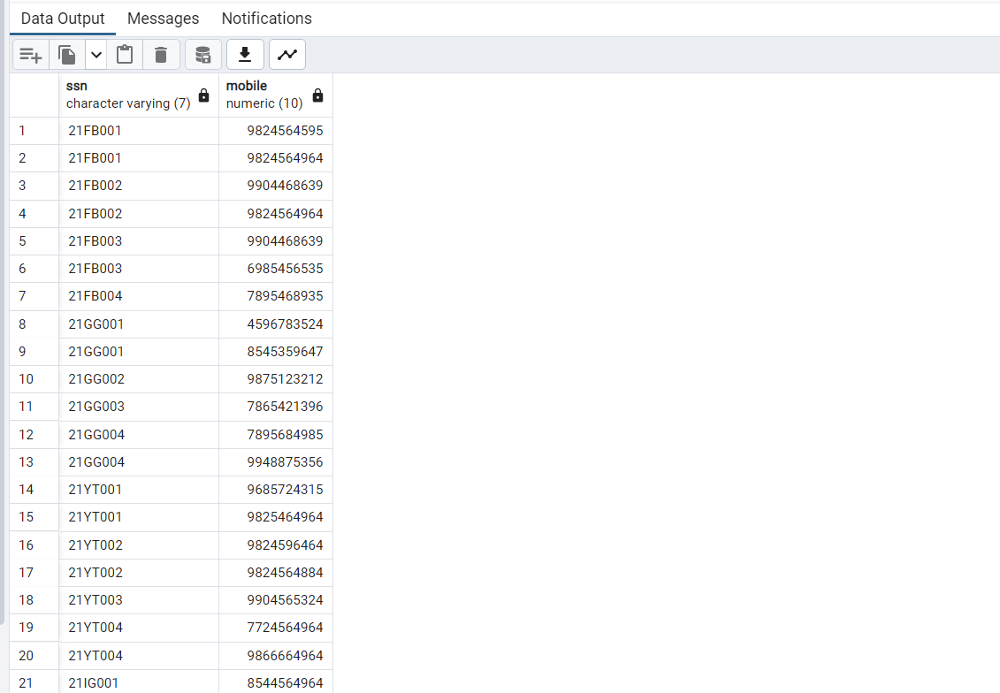 Data Output Messages Notifications
ssn mobile
character varying (7) numeric (10)
1 21FB001 9824564595
2 21FB001 9824564964
3 21FB002 9904468639
4 21FB002 9824564964
5 21FB003 9904468639
6 21FB003 6985456535
7 21FB004 7895468935
8 21GG001 4596783524
9 21GG001 8545359647
10 21GG002 9875123212
11 21GG003 7865421396
12 21GG004 7895684985
13 21GG004 9948875356
14 21YT001 9685724315
15 21YT001 9825464964
16 21YT002 9824596464
17 21YT002 9824564884
18 21YT003 9904565324
19 21YT004 7724564964
20 21YT004 9866664964
21 21IG001 8544564964